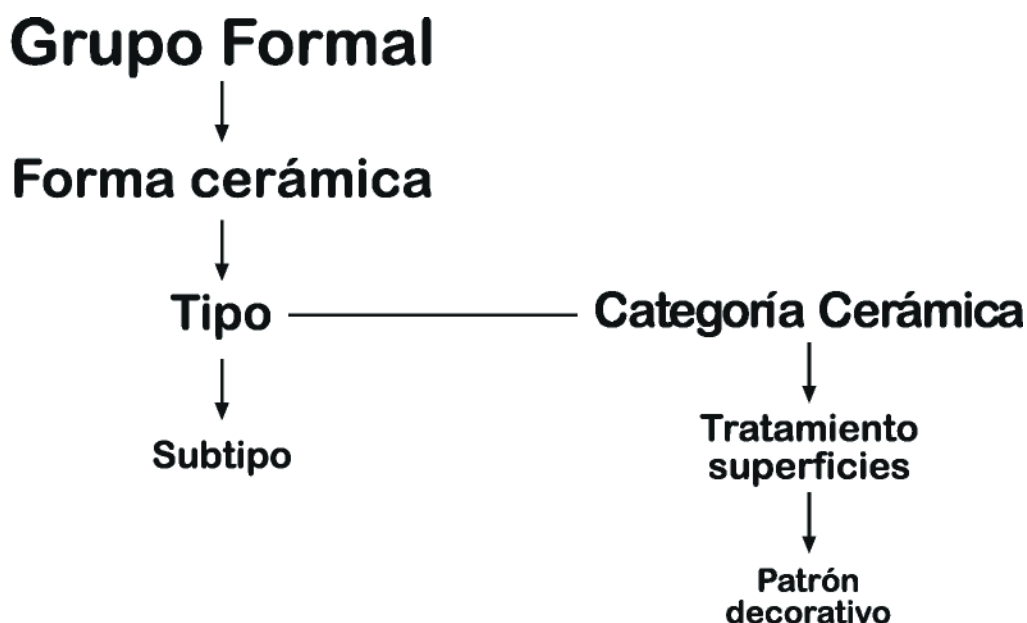 Grupo Formal
Forma cerámica
Tipo
Categoría Cerámica
Subtipo
Tratamiento
superficies
Patrón
decorativo